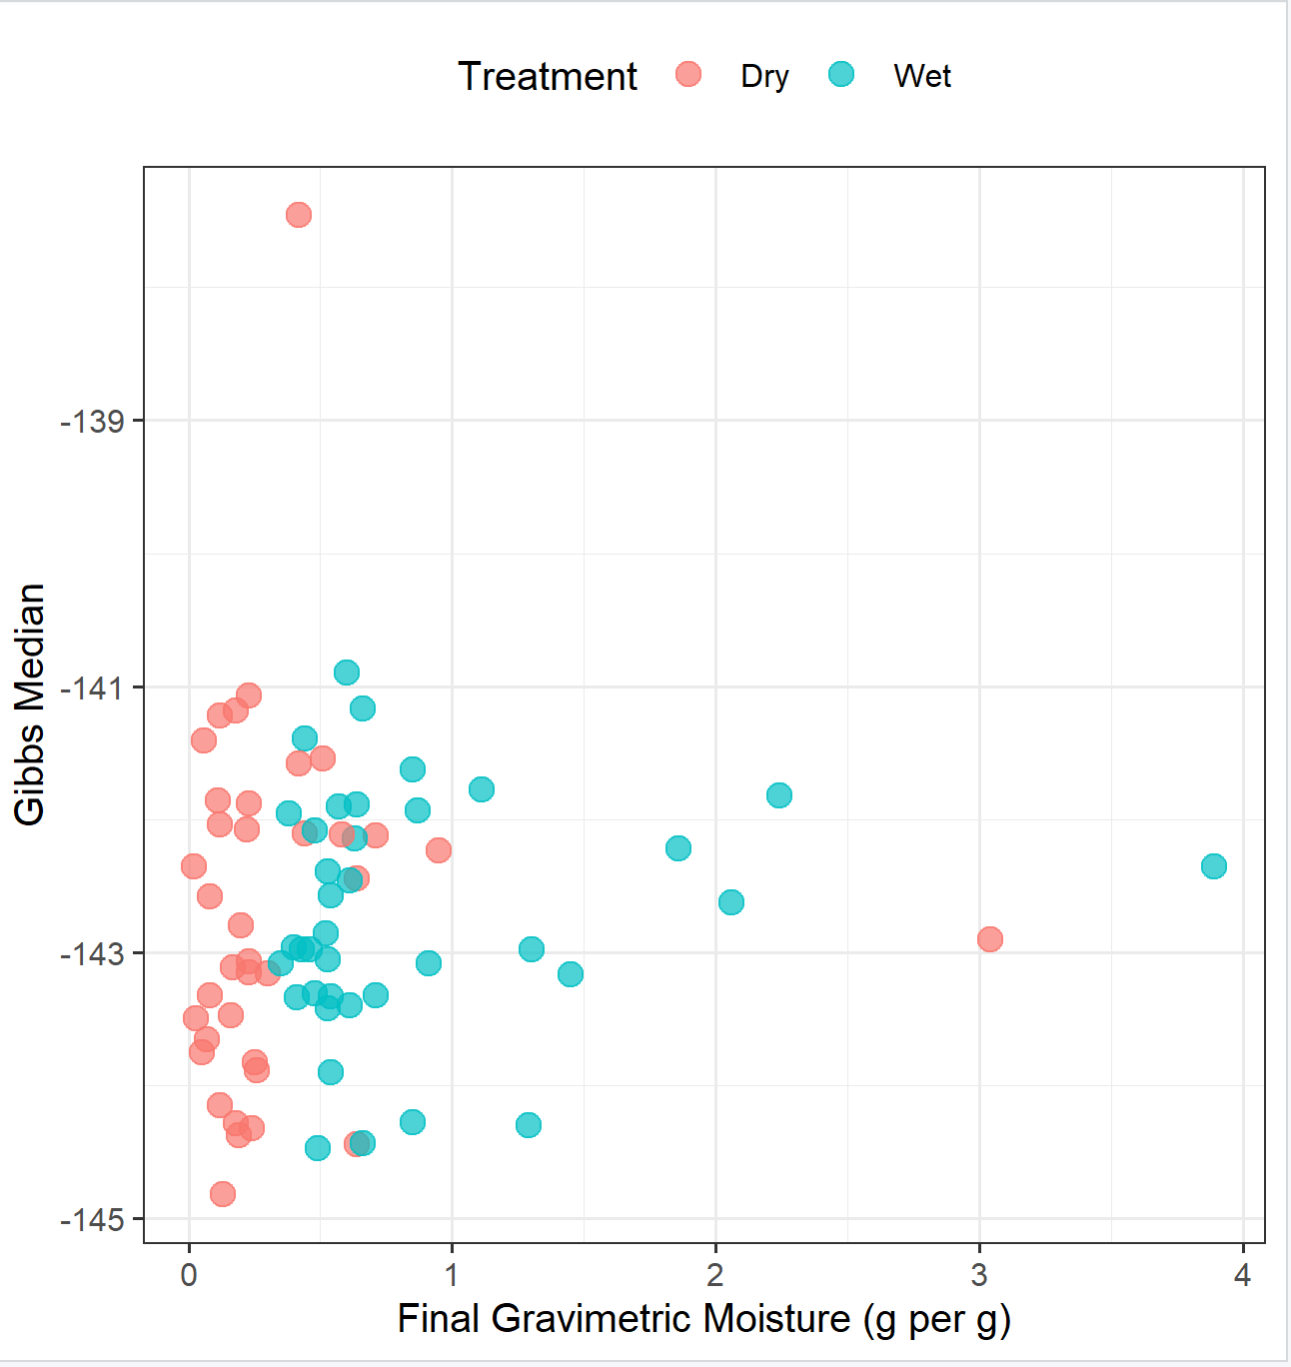 Treatment Dry Wet
-139
-141
-143
-145
Gibbs Median
0 1 2 3 4
Final Gravimetric Moisture (g per g)